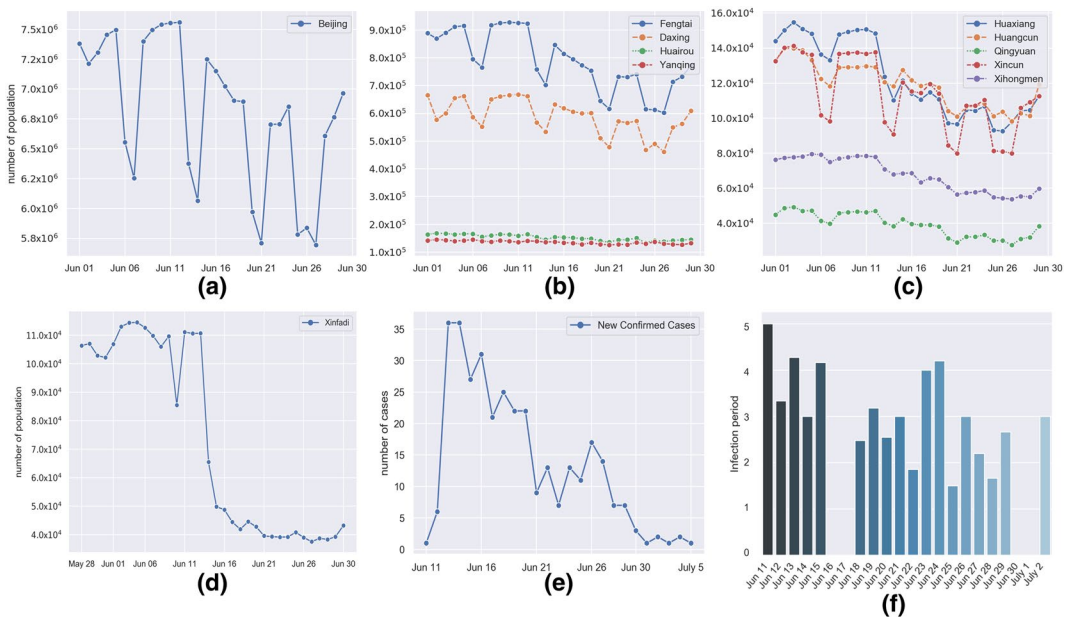 Beijing
7.5x10⁶
7.2x10⁶
7.0x10⁶
6.8x10⁶
6.5x10⁶
6.2x10⁶
6.0x10⁶
5.8x10⁶
number of population
Jun 01 Jun 06 Jun 11 Jun 16 Jun 21 Jun 26 Jun 30
(a)
Fengtai
Daxing
Huairou
Yanqing
9.0x10⁵
8.0x10⁵
7.0x10⁵
6.0x10⁵
5.0x10⁵
4.0x10⁵
3.0x10⁵
2.0x10⁵
1.0x10⁵
Jun 01 Jun 06 Jun 11 Jun 16 Jun 21 Jun 26 Jun 30
(b)
Huaxiang
Huangcun
Qingyuan
Xincun
Xihongmen
16.0x10⁴
14.0x10⁴
12.0x10⁴
10.0x10⁴
8.0x10⁴
6.0x10⁴
4.0x10⁴
Jun 01 Jun 06 Jun 11 Jun 16 Jun 21 Jun 26 Jun 30
(c)
Xinfadi
11.0x10⁴
10.0x10⁴
9.0x10⁴
8.0x10⁴
7.0x10⁴
6.0x10⁴
5.0x10⁴
4.0x10⁴
number of population
May 28 Jun 01 Jun 06 Jun 11 Jun 16 Jun 21 Jun 26 Jun 30
(d)
New Confirmed Cases
35
30
25
20
15
10
5
0
number of cases
Jun 11 Jun 16 Jun 21 Jun 26 Jun 30 July 5
(e)
5
4
3
2
1
0
Infection period
Jun 11 Jun 12 Jun 13 Jun 14 Jun 15 Jun 16 Jun 17 Jun 18 Jun 19 Jun 20 Jun 21 Jun 22 Jun 23 Jun 24 Jun 25 Jun 26 Jun 27 Jun 28 Jun 29 Jun 30 July 1 July 2
(f)